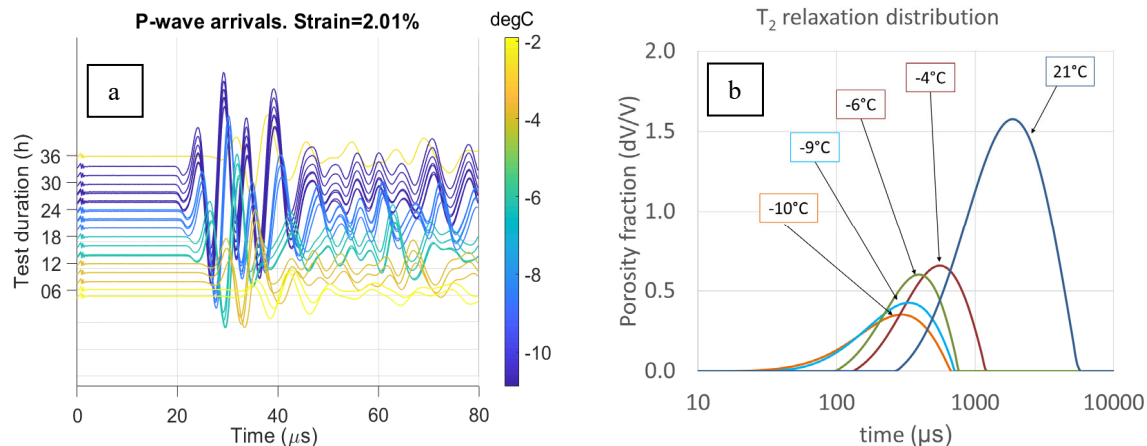 P-wave arrivals. Strain=2.01%
degC
a
Test duration (h)
36
30
24
18
12
06
0
20
40
60
80
Time (μs)
-2
-4
-6
-8
-10
T2 relaxation distribution
b
Porosity fraction (dV/V)
2.0
1.5
1.0
0.5
0.0
-10°C
-9°C
-6°C
-4°C
21°C
10
100
1000
10000
time (μs)